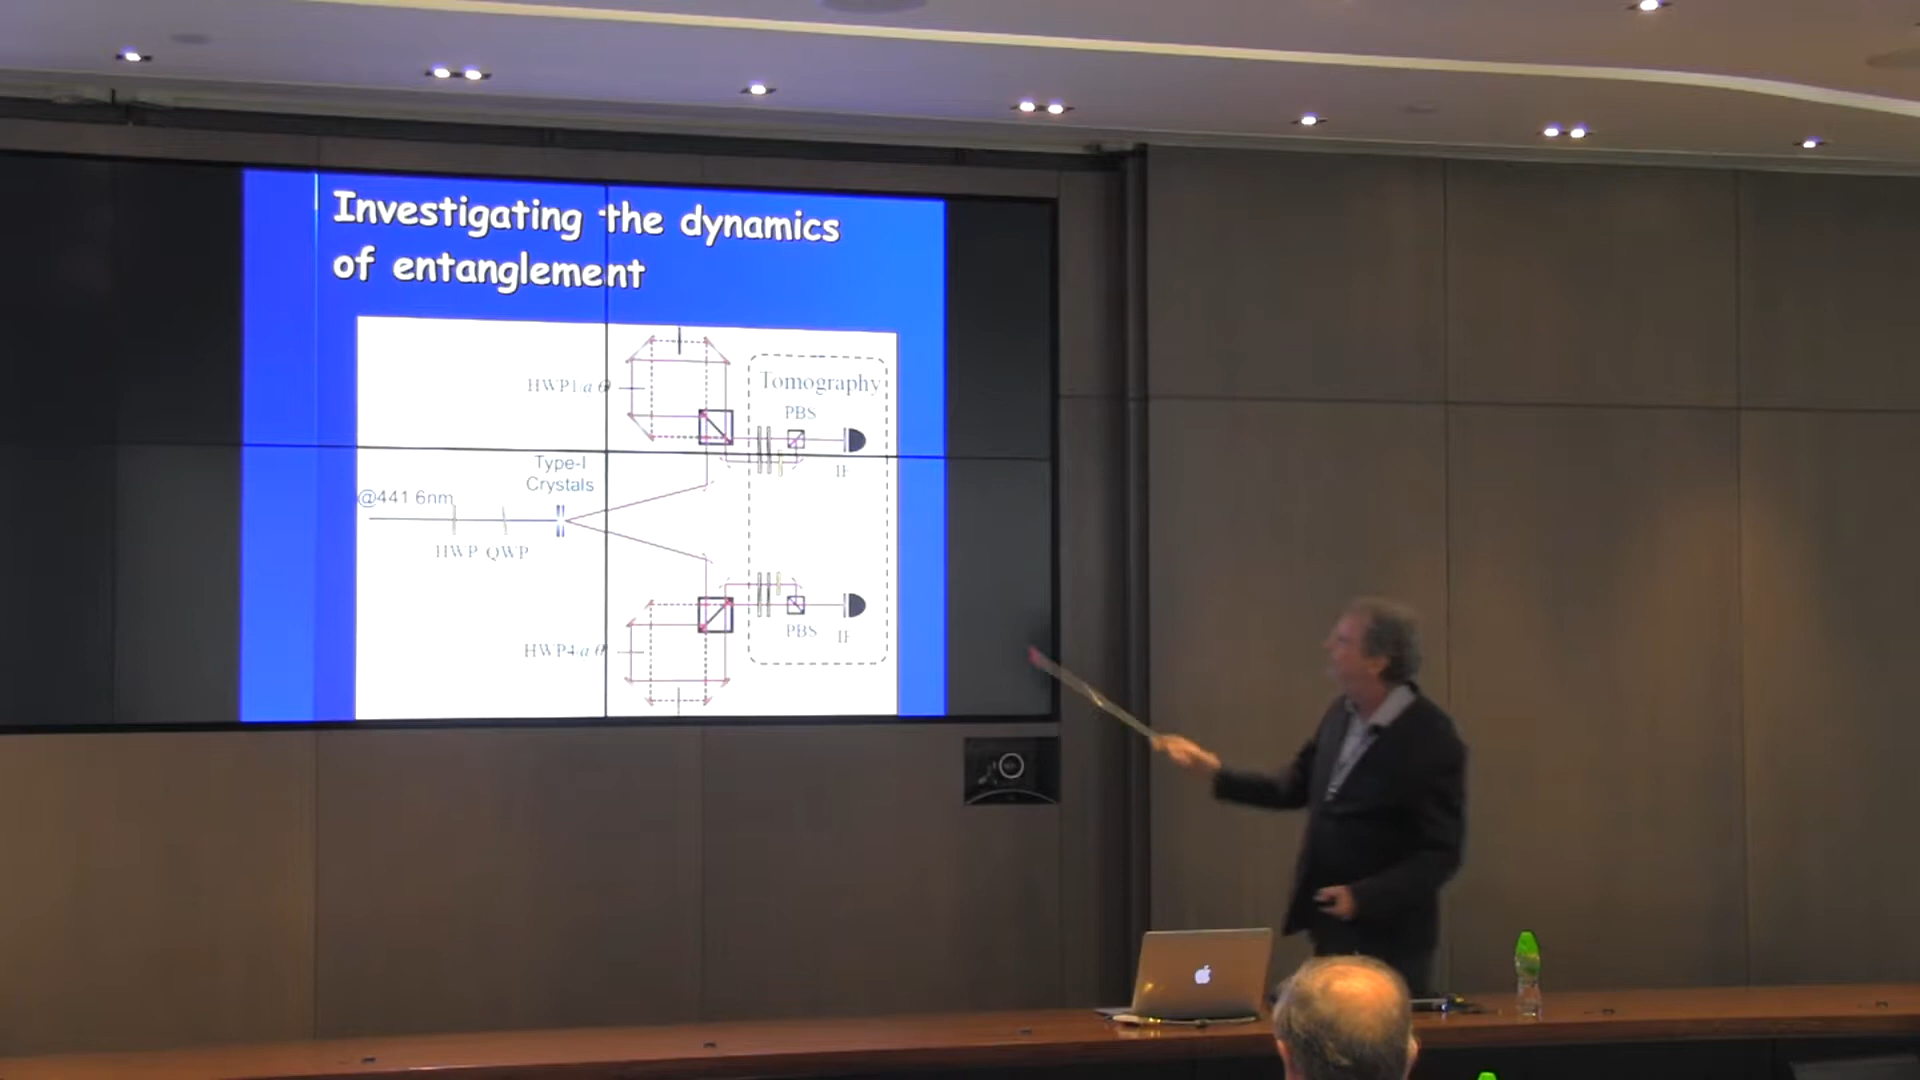 Investigating the dynamics
of entanglement
Tomography
HWP1 a θ
PBS
IF
Type-I
Crystals
@441 6nm
HWP QWP
PBS
IF
HWP4 a θ